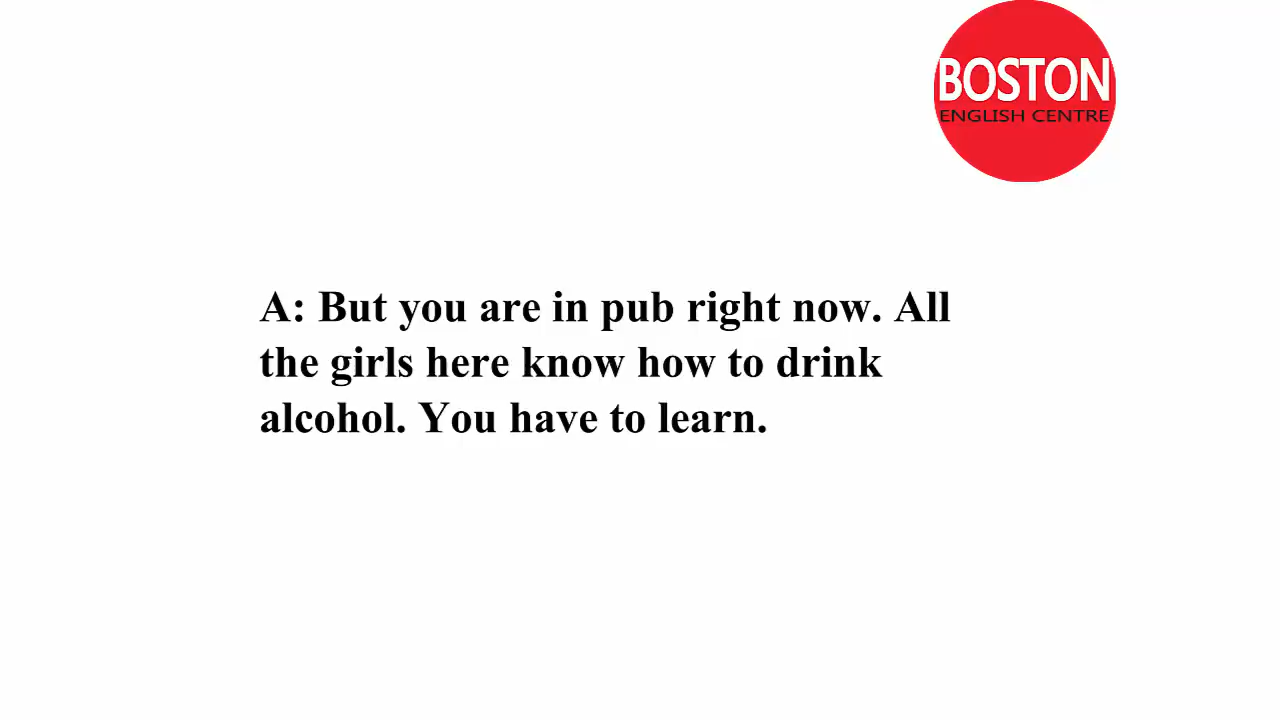 BOSTON
ENGLISH CENTRE
A: But you are in pub right now. All
the girls here know how to drink
alcohol. You have to learn.